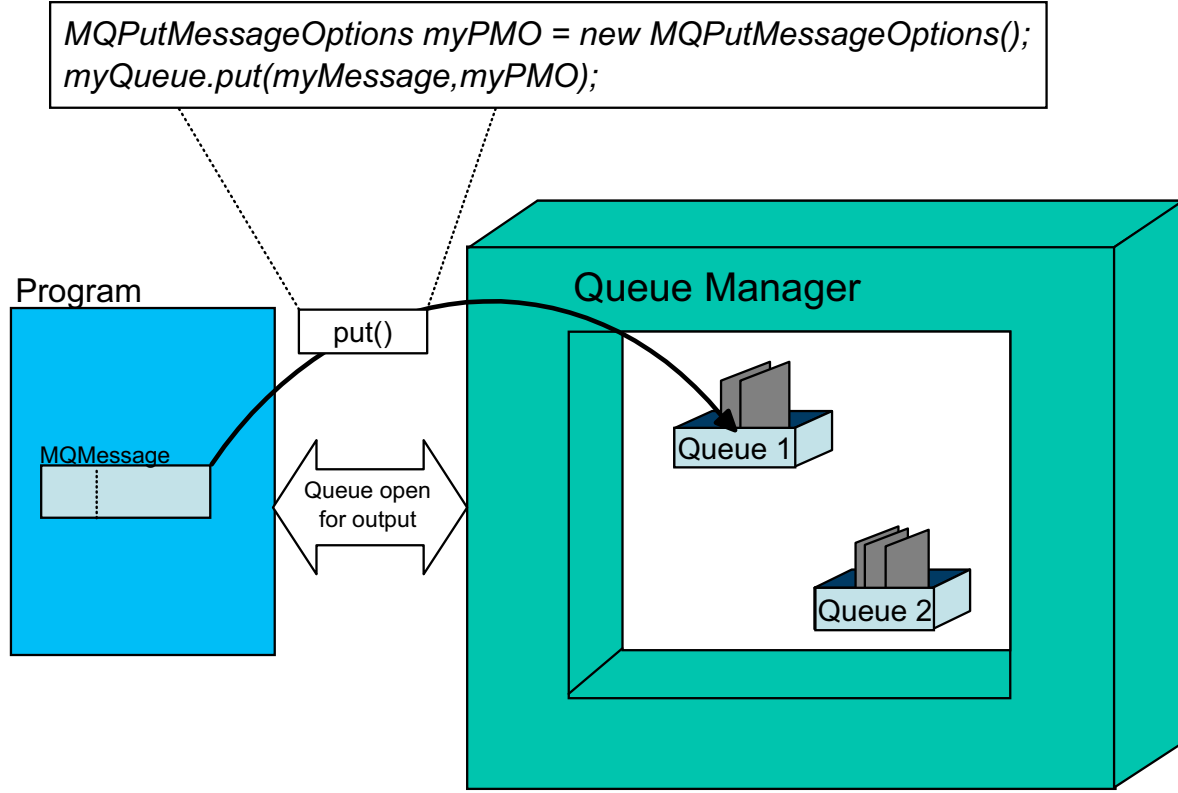 MQPutMessageOptions myPMO = new MQPutMessageOptions();
myQueue.put(myMessage,myPMO);
Program
Queue Manager
put()
MQMessage
Queue 1
Queue open
for output
Queue 2